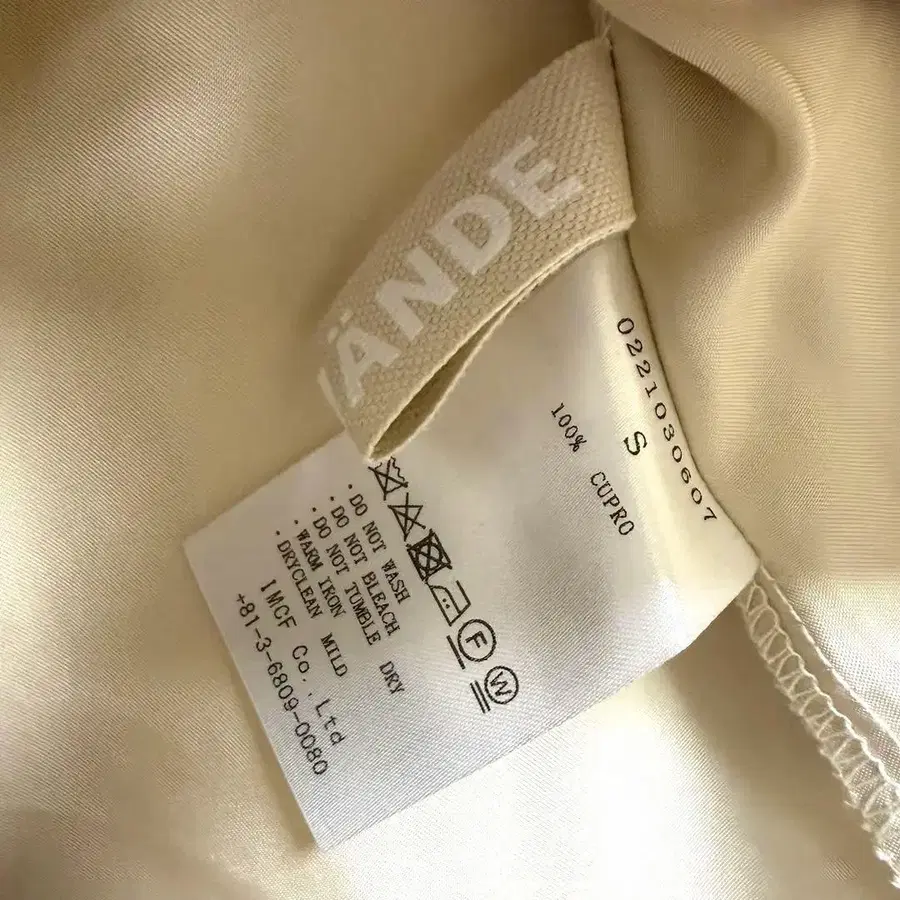 ÄNDE
0221030607
S
100% CUPRO
F
W
·DO NOT WASH
·DO NOT BLEACH
·DO NOT TUMBLE DRY
·WARM IRON
·DRYCLEAN MILD
IMCF Co.,Ltd
+81-3-6809-0080